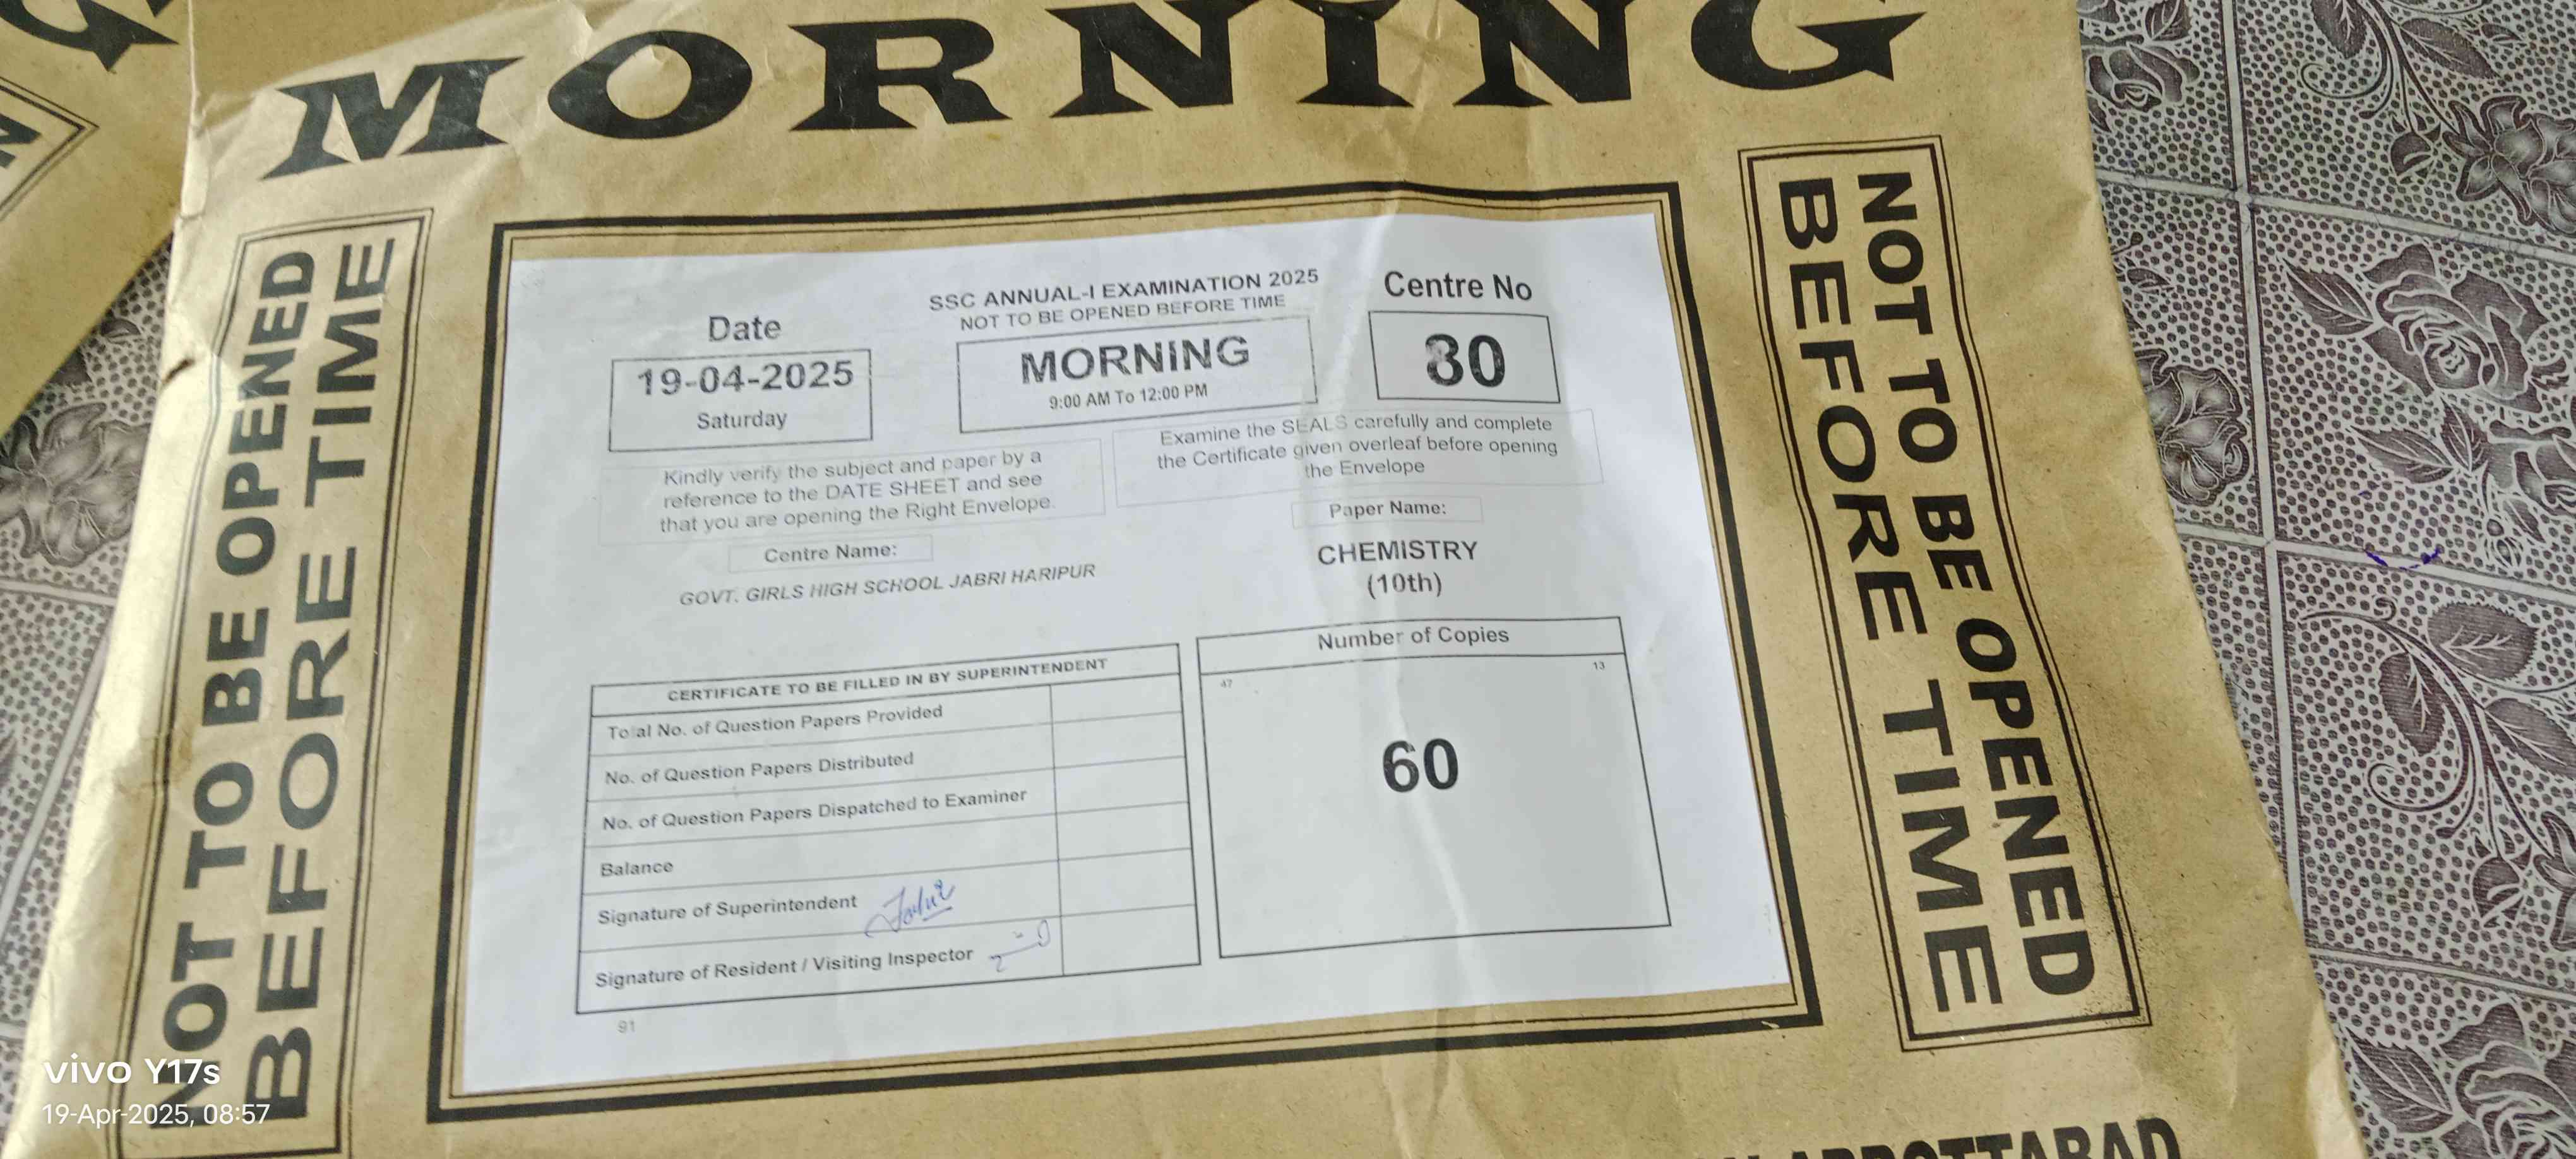 MORNING
NOT TO BE OPENED
BEFORE TIME
SSC ANNUAL-I EXAMINATION 2025
NOT TO BE OPENED BEFORE TIME
Date
19-04-2025
Saturday
MORNING
9:00 AM To 12:00 PM
Centre No
80
Kindly verify the subject and paper by a
reference to the DATE SHEET and see
that you are opening the Right Envelope.
Examine the SEALS carefully and complete
the Certificate given overleaf before opening
the Envelope
Centre Name:
GOVT. GIRLS HIGH SCHOOL JABRI HARIPUR
Paper Name:
CHEMISTRY
(10th)
CERTIFICATE TO BE FILLED IN BY SUPERINTENDENT
Total No. of Question Papers Provided
No. of Question Papers Distributed
No. of Question Papers Dispatched to Examiner
Balance
Signature of Superintendent
Signature of Resident / Visiting Inspector
Number of Copies
47
13
60
91
NOT TO BE OPENED
BEFORE TIME
ABBOTTABAD
vivo Y17s
19-Apr-2025, 08:57